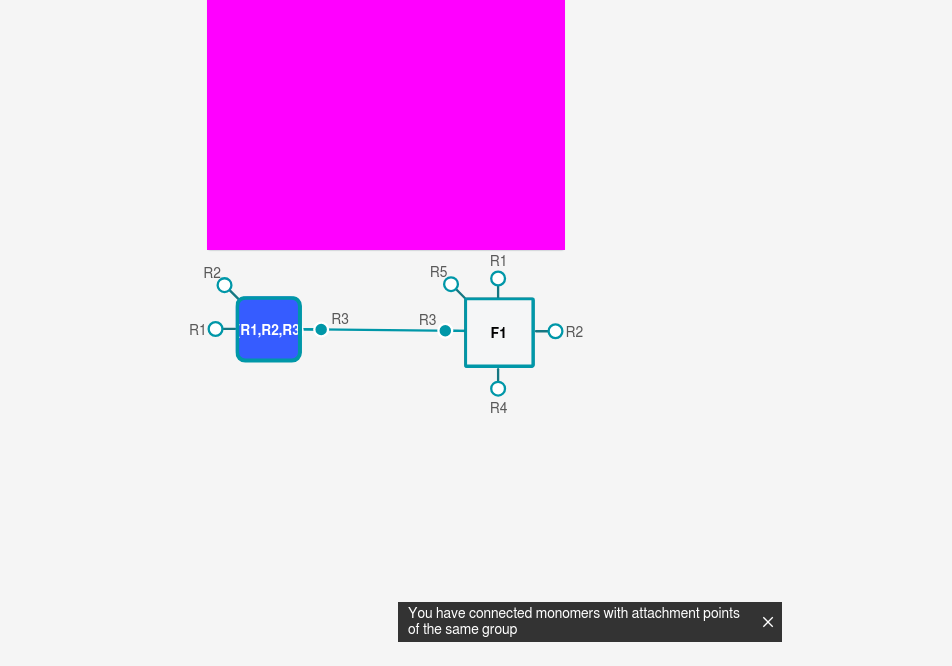 R1
R2
R5
R3
R3
R1
R1,R2,R3
F1
R2
R4
You have connected monomers with attachment points
of the same group